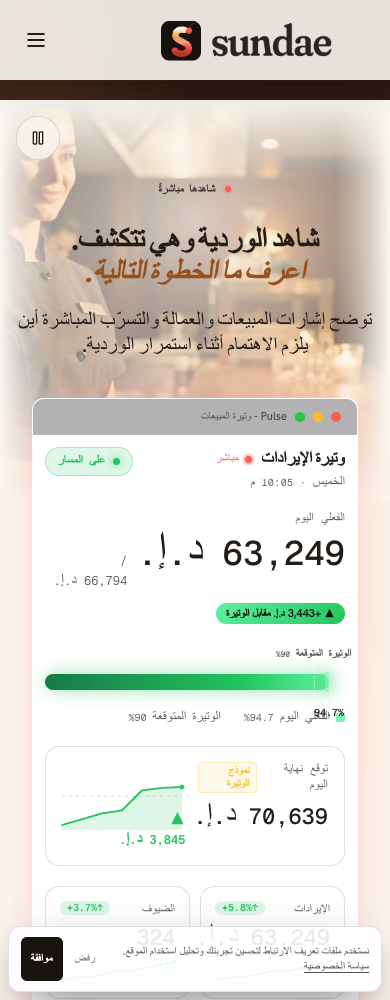 sundae
شاهدها مباشرةً
شاهد الوردية وهي تتكشف.
اعرف ما الخطوة التالية.
توضح إشارات المبيعات والعمالة والتسرّب المباشرة أين
يلزم الاهتمام أثناء استمرار الوردية.
Pulse - وتيرة المبيعات
وتيرة الإيرادات
مباشر
على المسار
الخميس · 10:05 م
الفعلي اليوم
63,249 د.إ.
/
66,794 د.إ.
▲ +3,443 د.إ. مقابل الوتيرة
الوتيرة المتوقعة 90%
94.7%
اليوم 94.7%
الوتيرة المتوقعة 90%
توقع نهاية
اليوم
نموذج
الوتيرة
70,639 د.إ.
▲
3,845 د.إ.
الإيرادات
+5.8%↑
63,249 د.إ.
الضيوف
+3.7%↑
324
نستخدم ملفات تعريف الارتباط لتحسين تجربتك وتحليل استخدام الموقع.
سياسة الخصوصية
رفض
موافقة